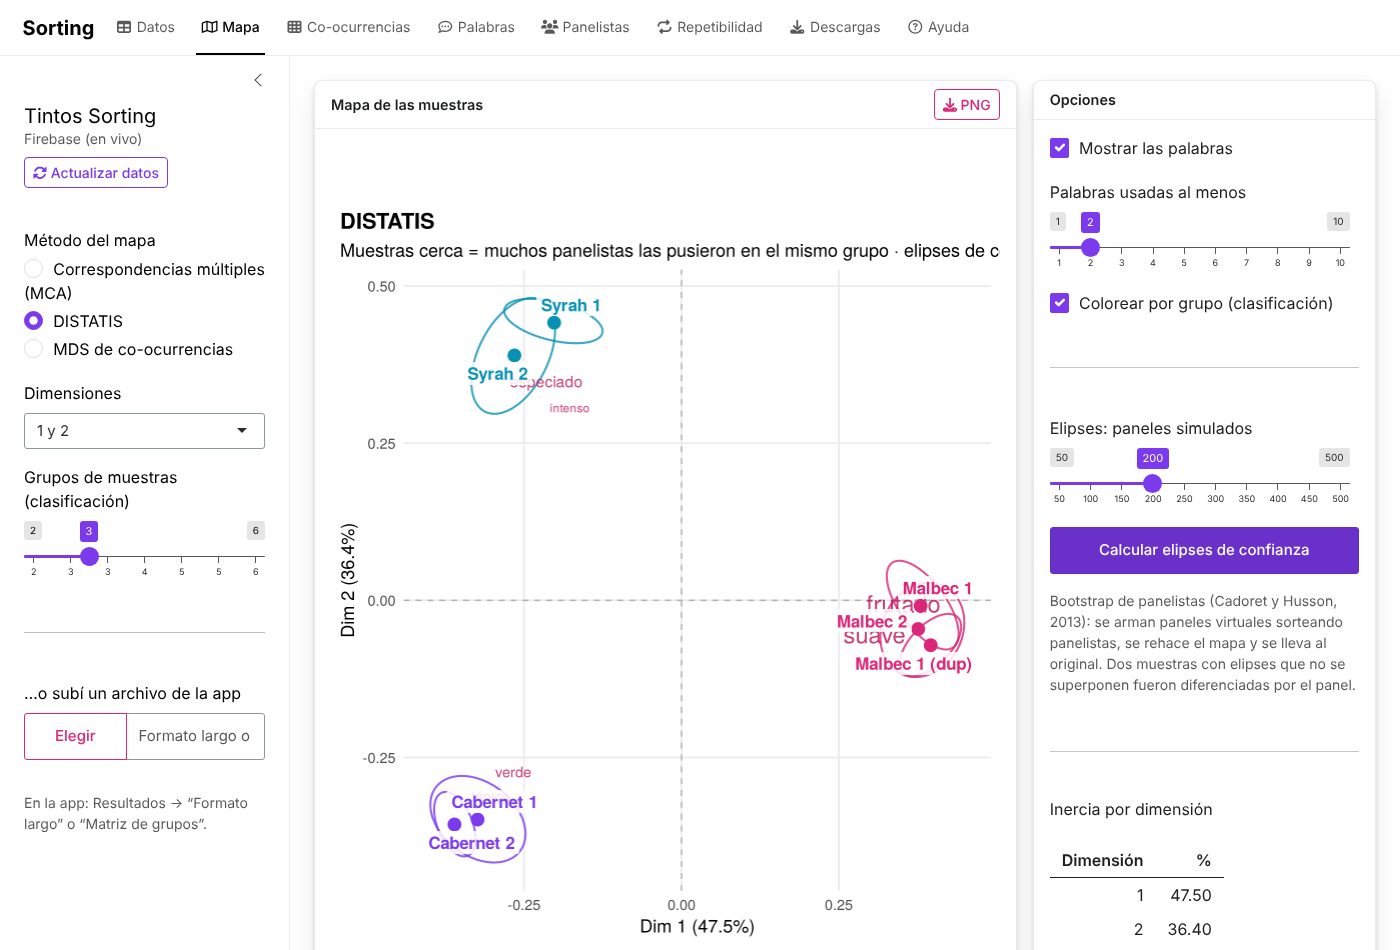 Sorting
Datos
Mapa
Co-ocurrencias
Palabras
Panelistas
Repetibilidad
Descargas
Ayuda
Tintos Sorting
Firebase (en vivo)
Actualizar datos
Método del mapa
Correspondencias múltiples
(MCA)
DISTATIS
MDS de co-ocurrencias
Dimensiones
1 y 2
Grupos de muestras
(clasificación)
2 3 6
2 3 3 4 5 5 6
...o subí un archivo de la app
Elegir
Formato largo o
En la app: Resultados → “Formato
largo” o “Matriz de grupos”.
Mapa de las muestras
PNG
DISTATIS
Muestras cerca = muchos panelistas las pusieron en el mismo grupo · elipses de c
0.50
0.25
0.00
-0.25
Dim 2 (36.4%)
Syrah 1
Syrah 2
especiado
intenso
Malbec 1
frutado
Malbec 2
suave
Malbec 1 (dup)
verde
Cabernet 1
Cabernet 2
-0.25 0.00 0.25
Dim 1 (47.5%)
Opciones
Mostrar las palabras
Palabras usadas al menos
1 2 10
1 2 3 4 5 6 7 8 9 10
Colorear por grupo (clasificación)
Elipses: paneles simulados
50 200 500
50 100 150 200 250 300 350 400 450 500
Calcular elipses de confianza
Bootstrap de panelistas (Cadoret y Husson,
2013): se arman paneles virtuales sorteando
panelistas, se rehace el mapa y se lleva al
original. Dos muestras con elipses que no se
superponen fueron diferenciadas por el panel.
Inercia por dimensión
Dimensión %
1 47.50
2 36.40